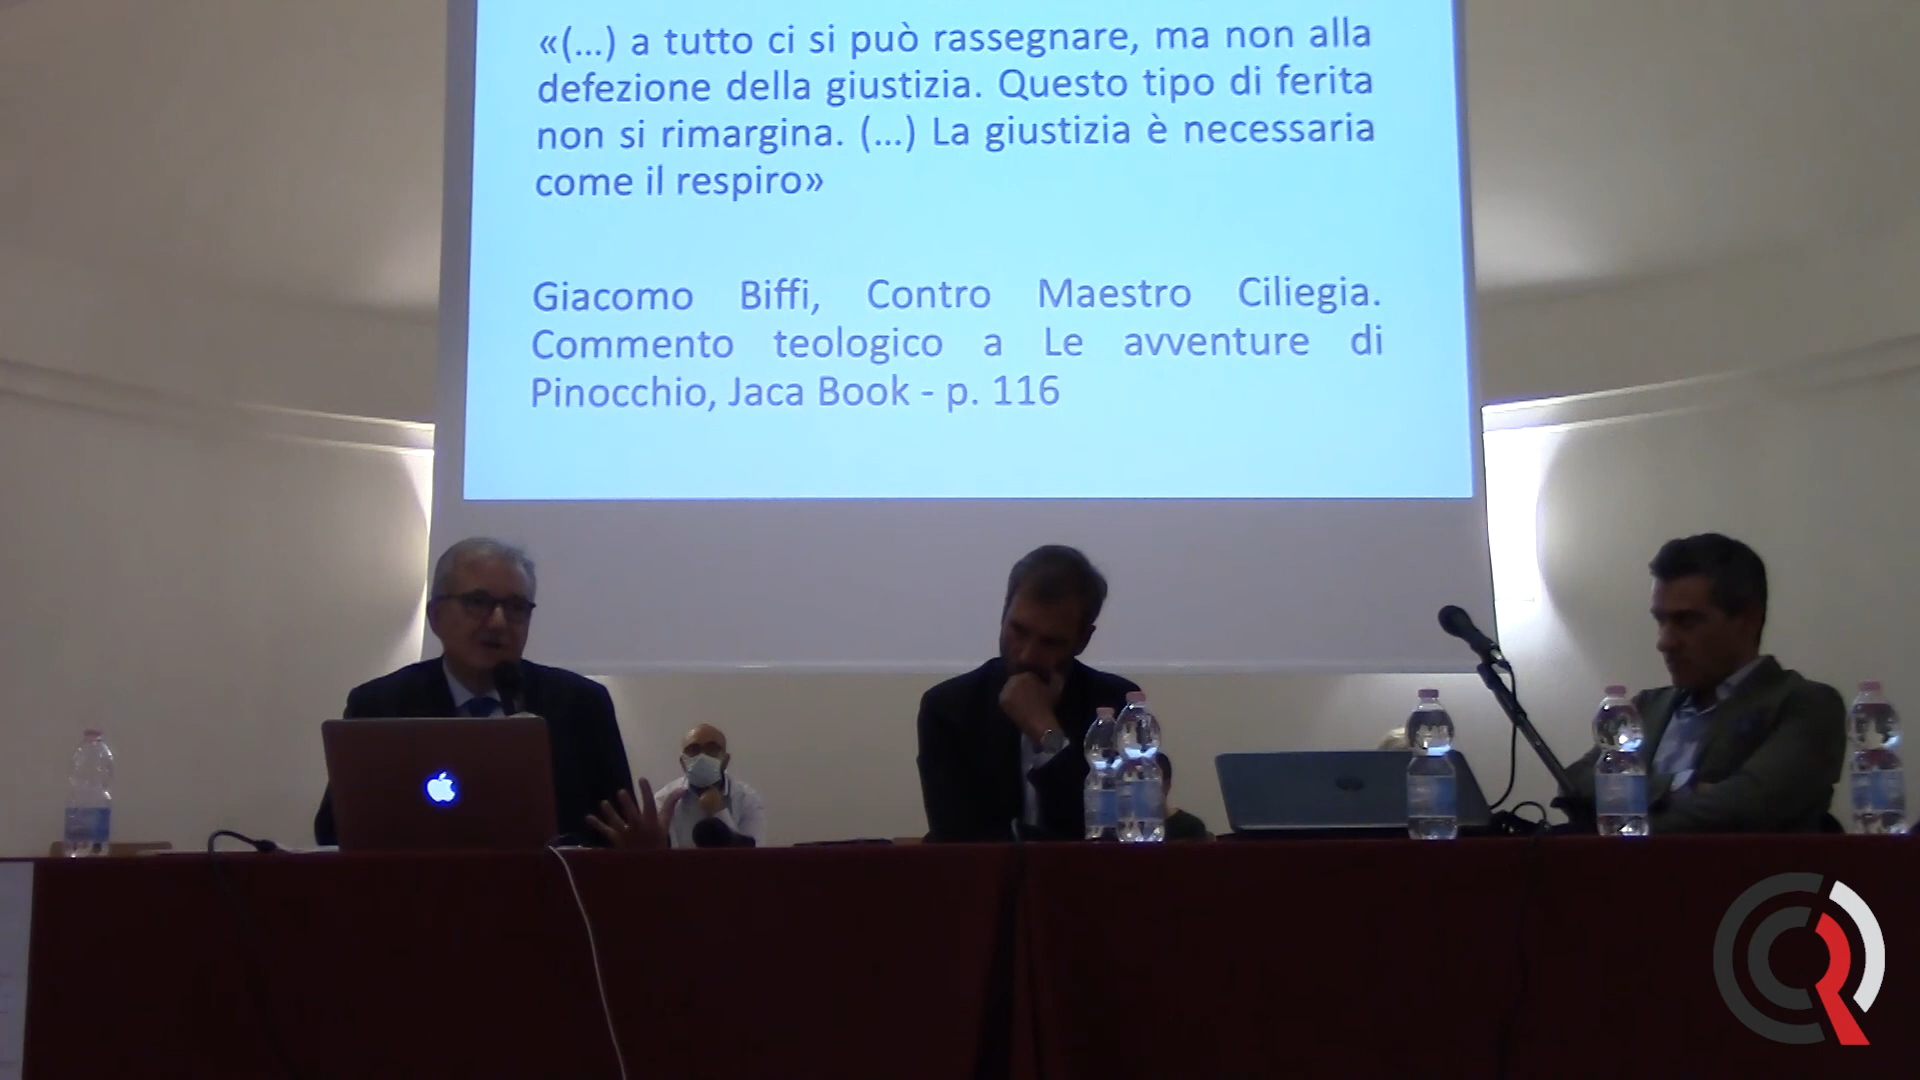 «(...) a tutto ci si può rassegnare, ma non alla
defezione della giustizia. Questo tipo di ferita
non si rimargina. (...) La giustizia è necessaria
come il respiro»
Giacomo Biffi, Contro Maestro Ciliegia.
Commento teologico a Le avventure di
Pinocchio, Jaca Book - p. 116